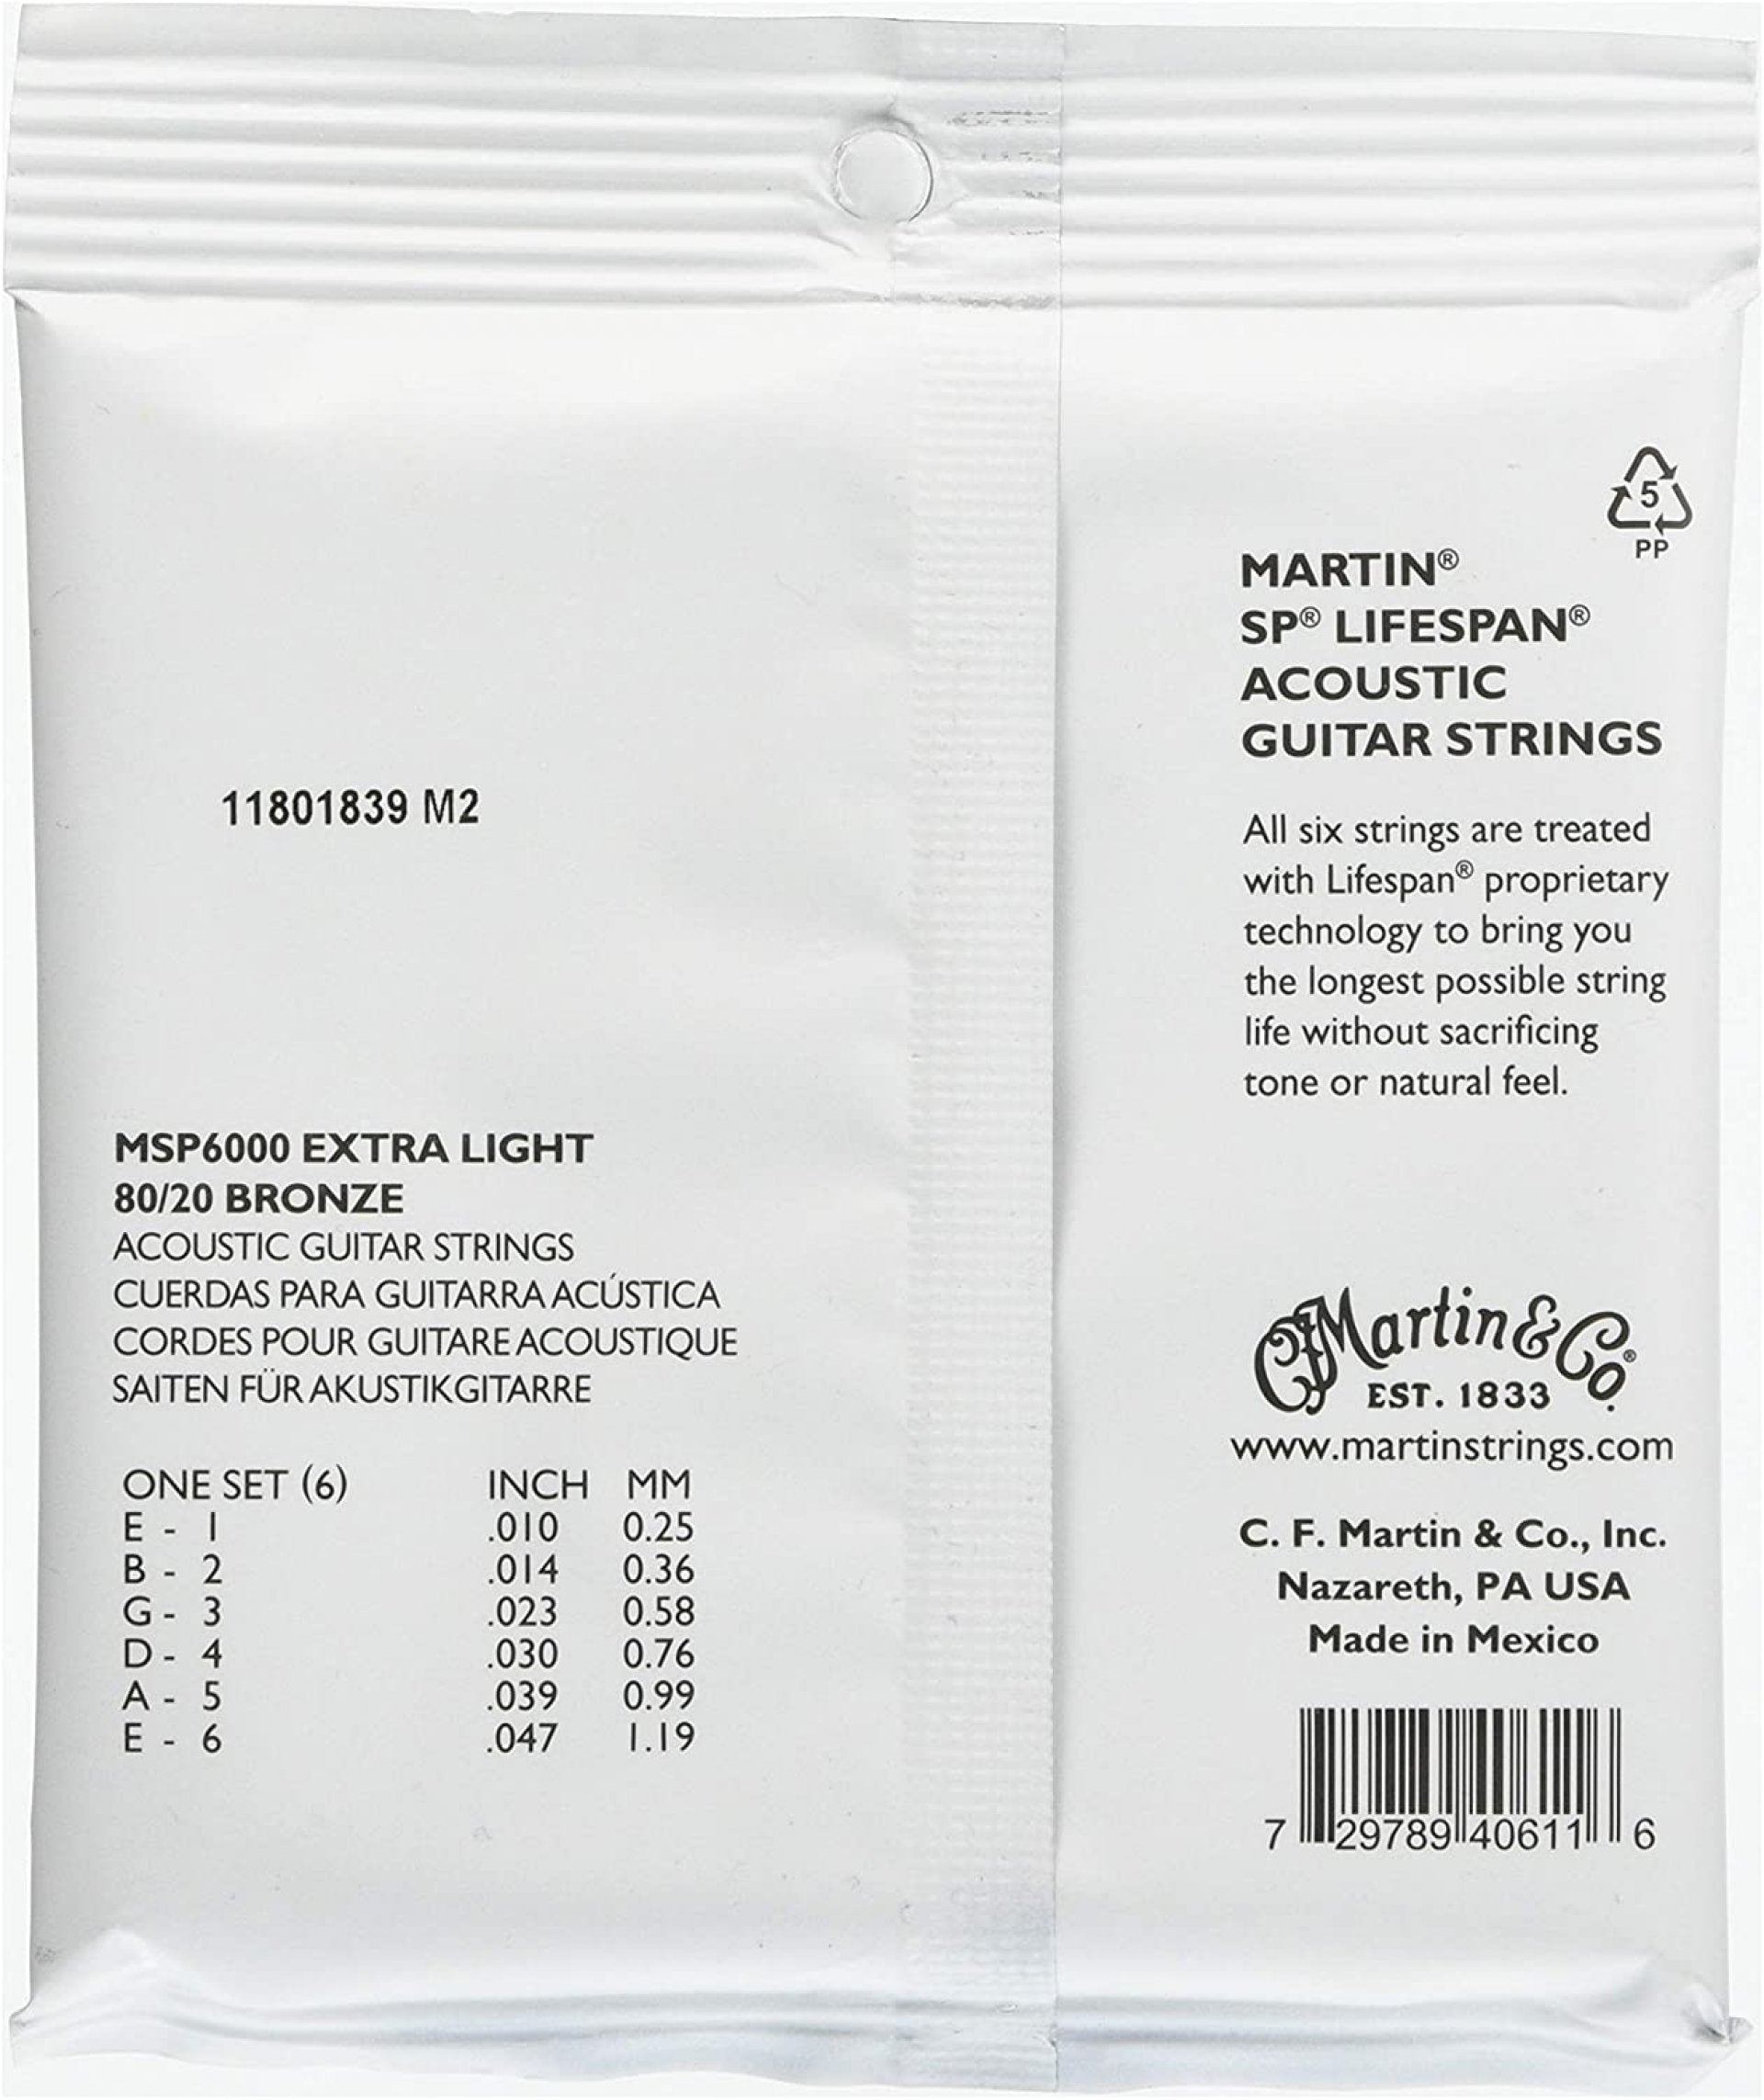 11801839 M2
MSP6000 EXTRA LIGHT
80/20 BRONZE
ACOUSTIC GUITAR STRINGS
CUERDAS PARA GUITARRA ACÚSTICA
CORDES POUR GUITARE ACOUSTIQUE
SAITEN FÜR AKUSTIKGITARRE
ONE SET (6) INCH MM
E - 1 .010 0.25
B - 2 .014 0.36
G - 3 .023 0.58
D - 4 .030 0.76
A - 5 .039 0.99
E - 6 .047 1.19
5
PP
MARTIN®
SP® LIFESPAN®
ACOUSTIC
GUITAR STRINGS
All six strings are treated
with Lifespan® proprietary
technology to bring you
the longest possible string
life without sacrificing
tone or natural feel.
CF Martin & Co.®
EST. 1833
www.martinstrings.com
C. F. Martin & Co., Inc.
Nazareth, PA USA
Made in Mexico
7 29789 40611 6